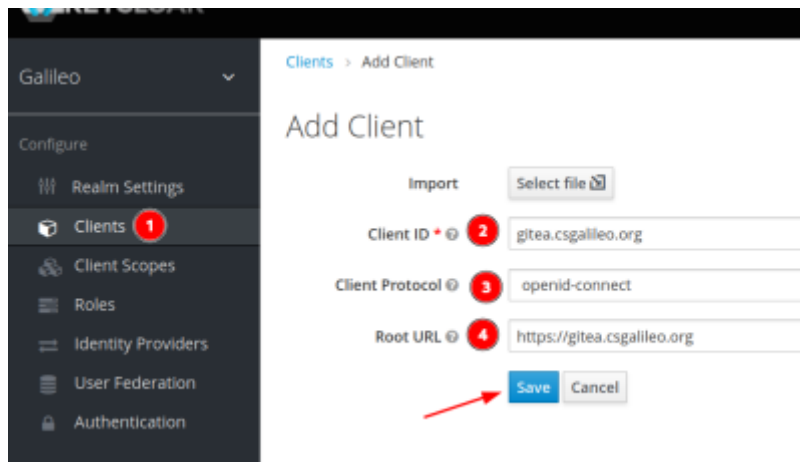 KEYCLOAK
Galileo
Clients > Add Client
Add Client
Configure
Import Select file
Realm Settings
Clients 1
Client ID * 2 gitea.csgalileo.org
Client Scopes
Client Protocol 3 openid-connect
Roles
Root URL 4 https://gitea.csgalileo.org
Identity Providers
User Federation
Save Cancel
Authentication